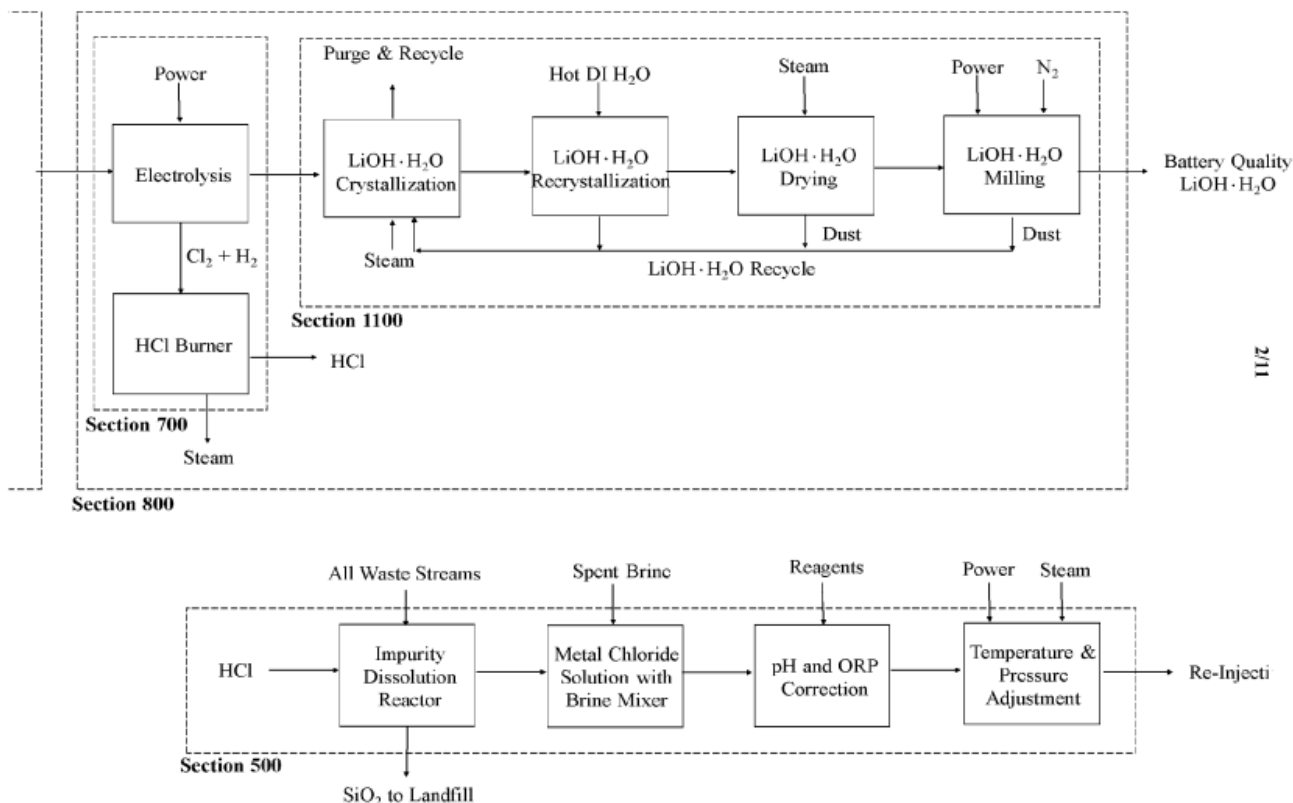 Purge & Recycle
Power
Hot DI H₂O
Steam
Power
N₂
Electrolysis
LiOH·H₂O
Crystallization
LiOH·H₂O
Recrystallization
LiOH·H₂O
Drying
LiOH·H₂O
Milling
Battery Quality
LiOH·H₂O
Cl₂ + H₂
Steam
Dust
Dust
LiOH·H₂O Recycle
Section 1100
HCl Burner
HCl
2/11
Section 700
Steam
Section 800
All Waste Streams
Spent Brine
Reagents
Power
Steam
HCl
Impurity
Dissolution
Reactor
Metal Chloride
Solution with
Brine Mixer
pH and ORP
Correction
Temperature &
Pressure
Adjustment
Re-Injecti
Section 500
SiO₂ to Landfill